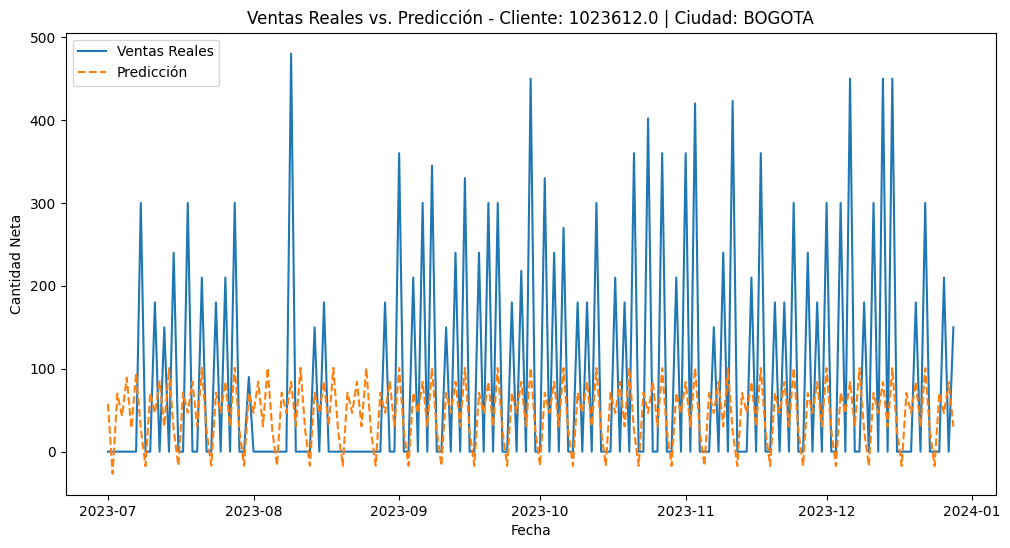 Ventas Reales vs. Predicción - Cliente: 1023612.0 | Ciudad: BOGOTA
Ventas Reales
Predicción
Cantidad Neta
500
400
300
200
100
0
2023-07
2023-08
2023-09
2023-10
2023-11
2023-12
2024-01
Fecha